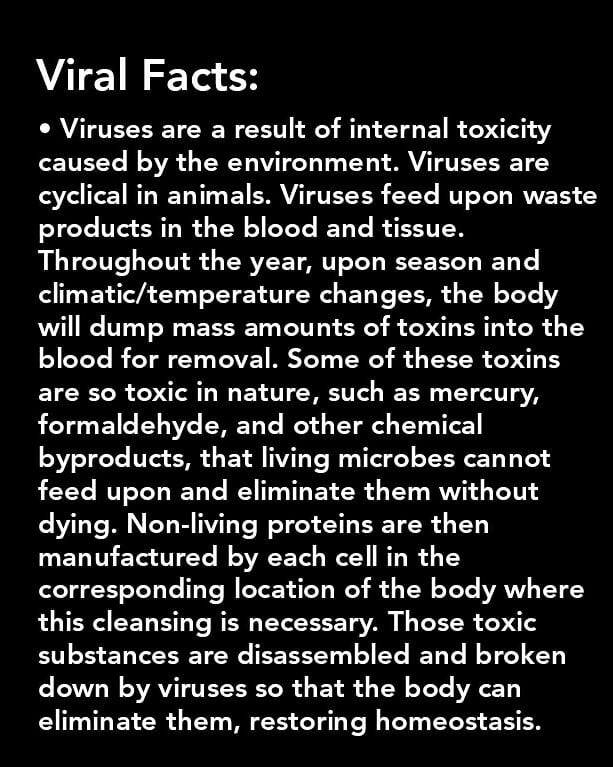 Viral Facts:
• Viruses are a result of internal toxicity
caused by the environment. Viruses are
cyclical in animals. Viruses feed upon waste
products in the blood and tissue.
Throughout the year, upon season and
climatic/temperature changes, the body
will dump mass amounts of toxins into the
blood for removal. Some of these toxins
are so toxic in nature, such as mercury,
formaldehyde, and other chemical
byproducts, that living microbes cannot
feed upon and eliminate them without
dying. Non-living proteins are then
manufactured by each cell in the
corresponding location of the body where
this cleansing is necessary. Those toxic
substances are disassembled and broken
down by viruses so that the body can
eliminate them, restoring homeostasis.